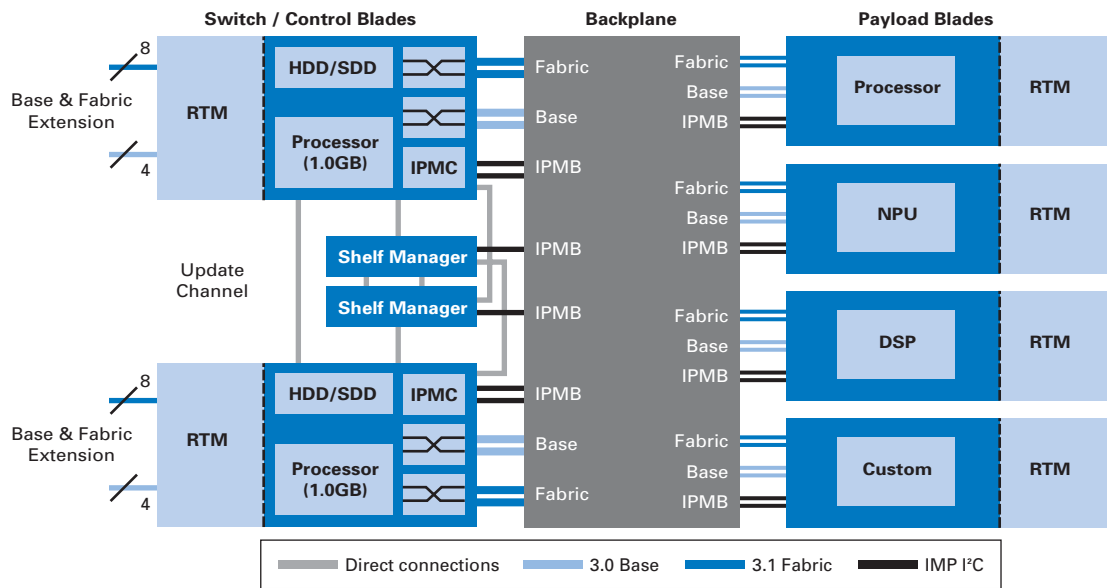 Switch / Control Blades
Backplane
Payload Blades
8
Base & Fabric
Extension
4
RTM
HDD/SDD
Processor
(1.0GB)
IPMC
Fabric
Base
IPMB
Fabric
Base
IPMB
Processor
RTM
Fabric
Base
IPMB
NPU
RTM
Update
Channel
Shelf Manager
IPMB
Shelf Manager
IPMB
Fabric
Base
IPMB
DSP
RTM
8
Base & Fabric
Extension
4
RTM
HDD/SDD
IPMC
Processor
(1.0GB)
IPMB
Base
Fabric
Fabric
Base
IPMB
Custom
RTM
Direct connections
3.0 Base
3.1 Fabric
IMP I²C